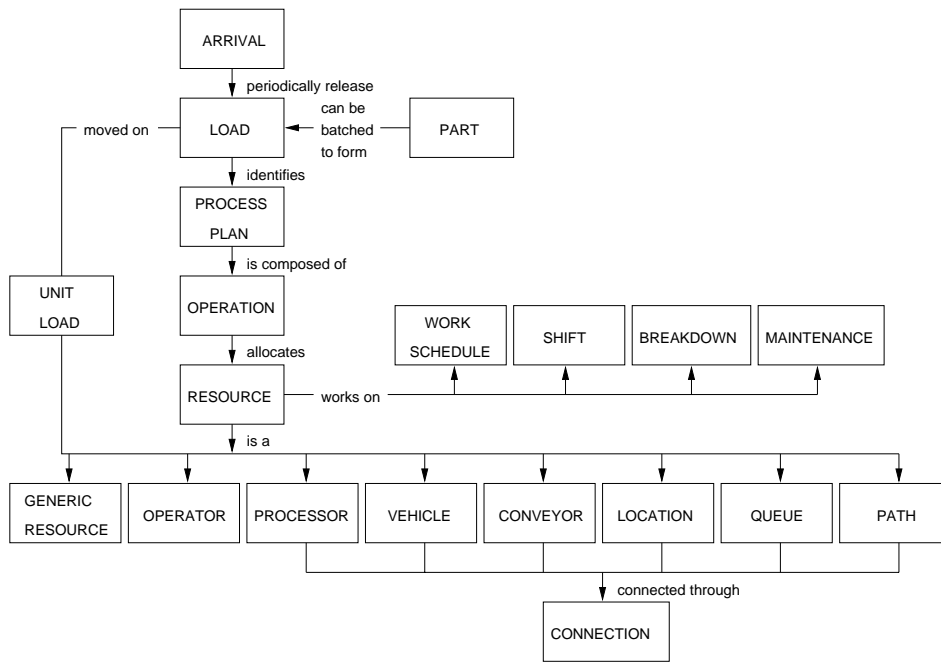 ARRIVAL
periodically release
can be
moved on
LOAD
batched
PART
to form
identifies
PROCESS
PLAN
is composed of
UNIT
LOAD
OPERATION
WORK
SCHEDULE
SHIFT
BREAKDOWN
MAINTENANCE
allocates
RESOURCE
works on
is a
GENERIC
RESOURCE
OPERATOR
PROCESSOR
VEHICLE
CONVEYOR
LOCATION
QUEUE
PATH
connected through
CONNECTION